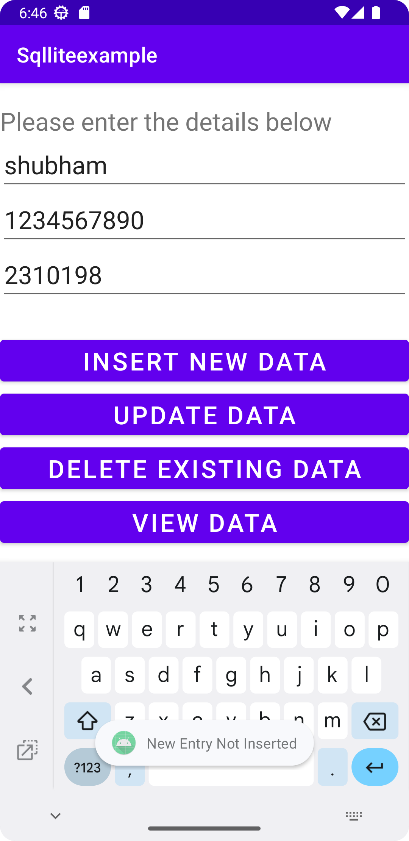 6:46
Sqlliteexample
Please enter the details below
shubham
1234567890
2310198
INSERT NEW DATA
UPDATE DATA
DELETE EXISTING DATA
VIEW DATA
1 2 3 4 5 6 7 8 9 0
q w e r t y u i o p
a s d f g h j k l
z x c v b n m
New Entry Not Inserted
?123 , .